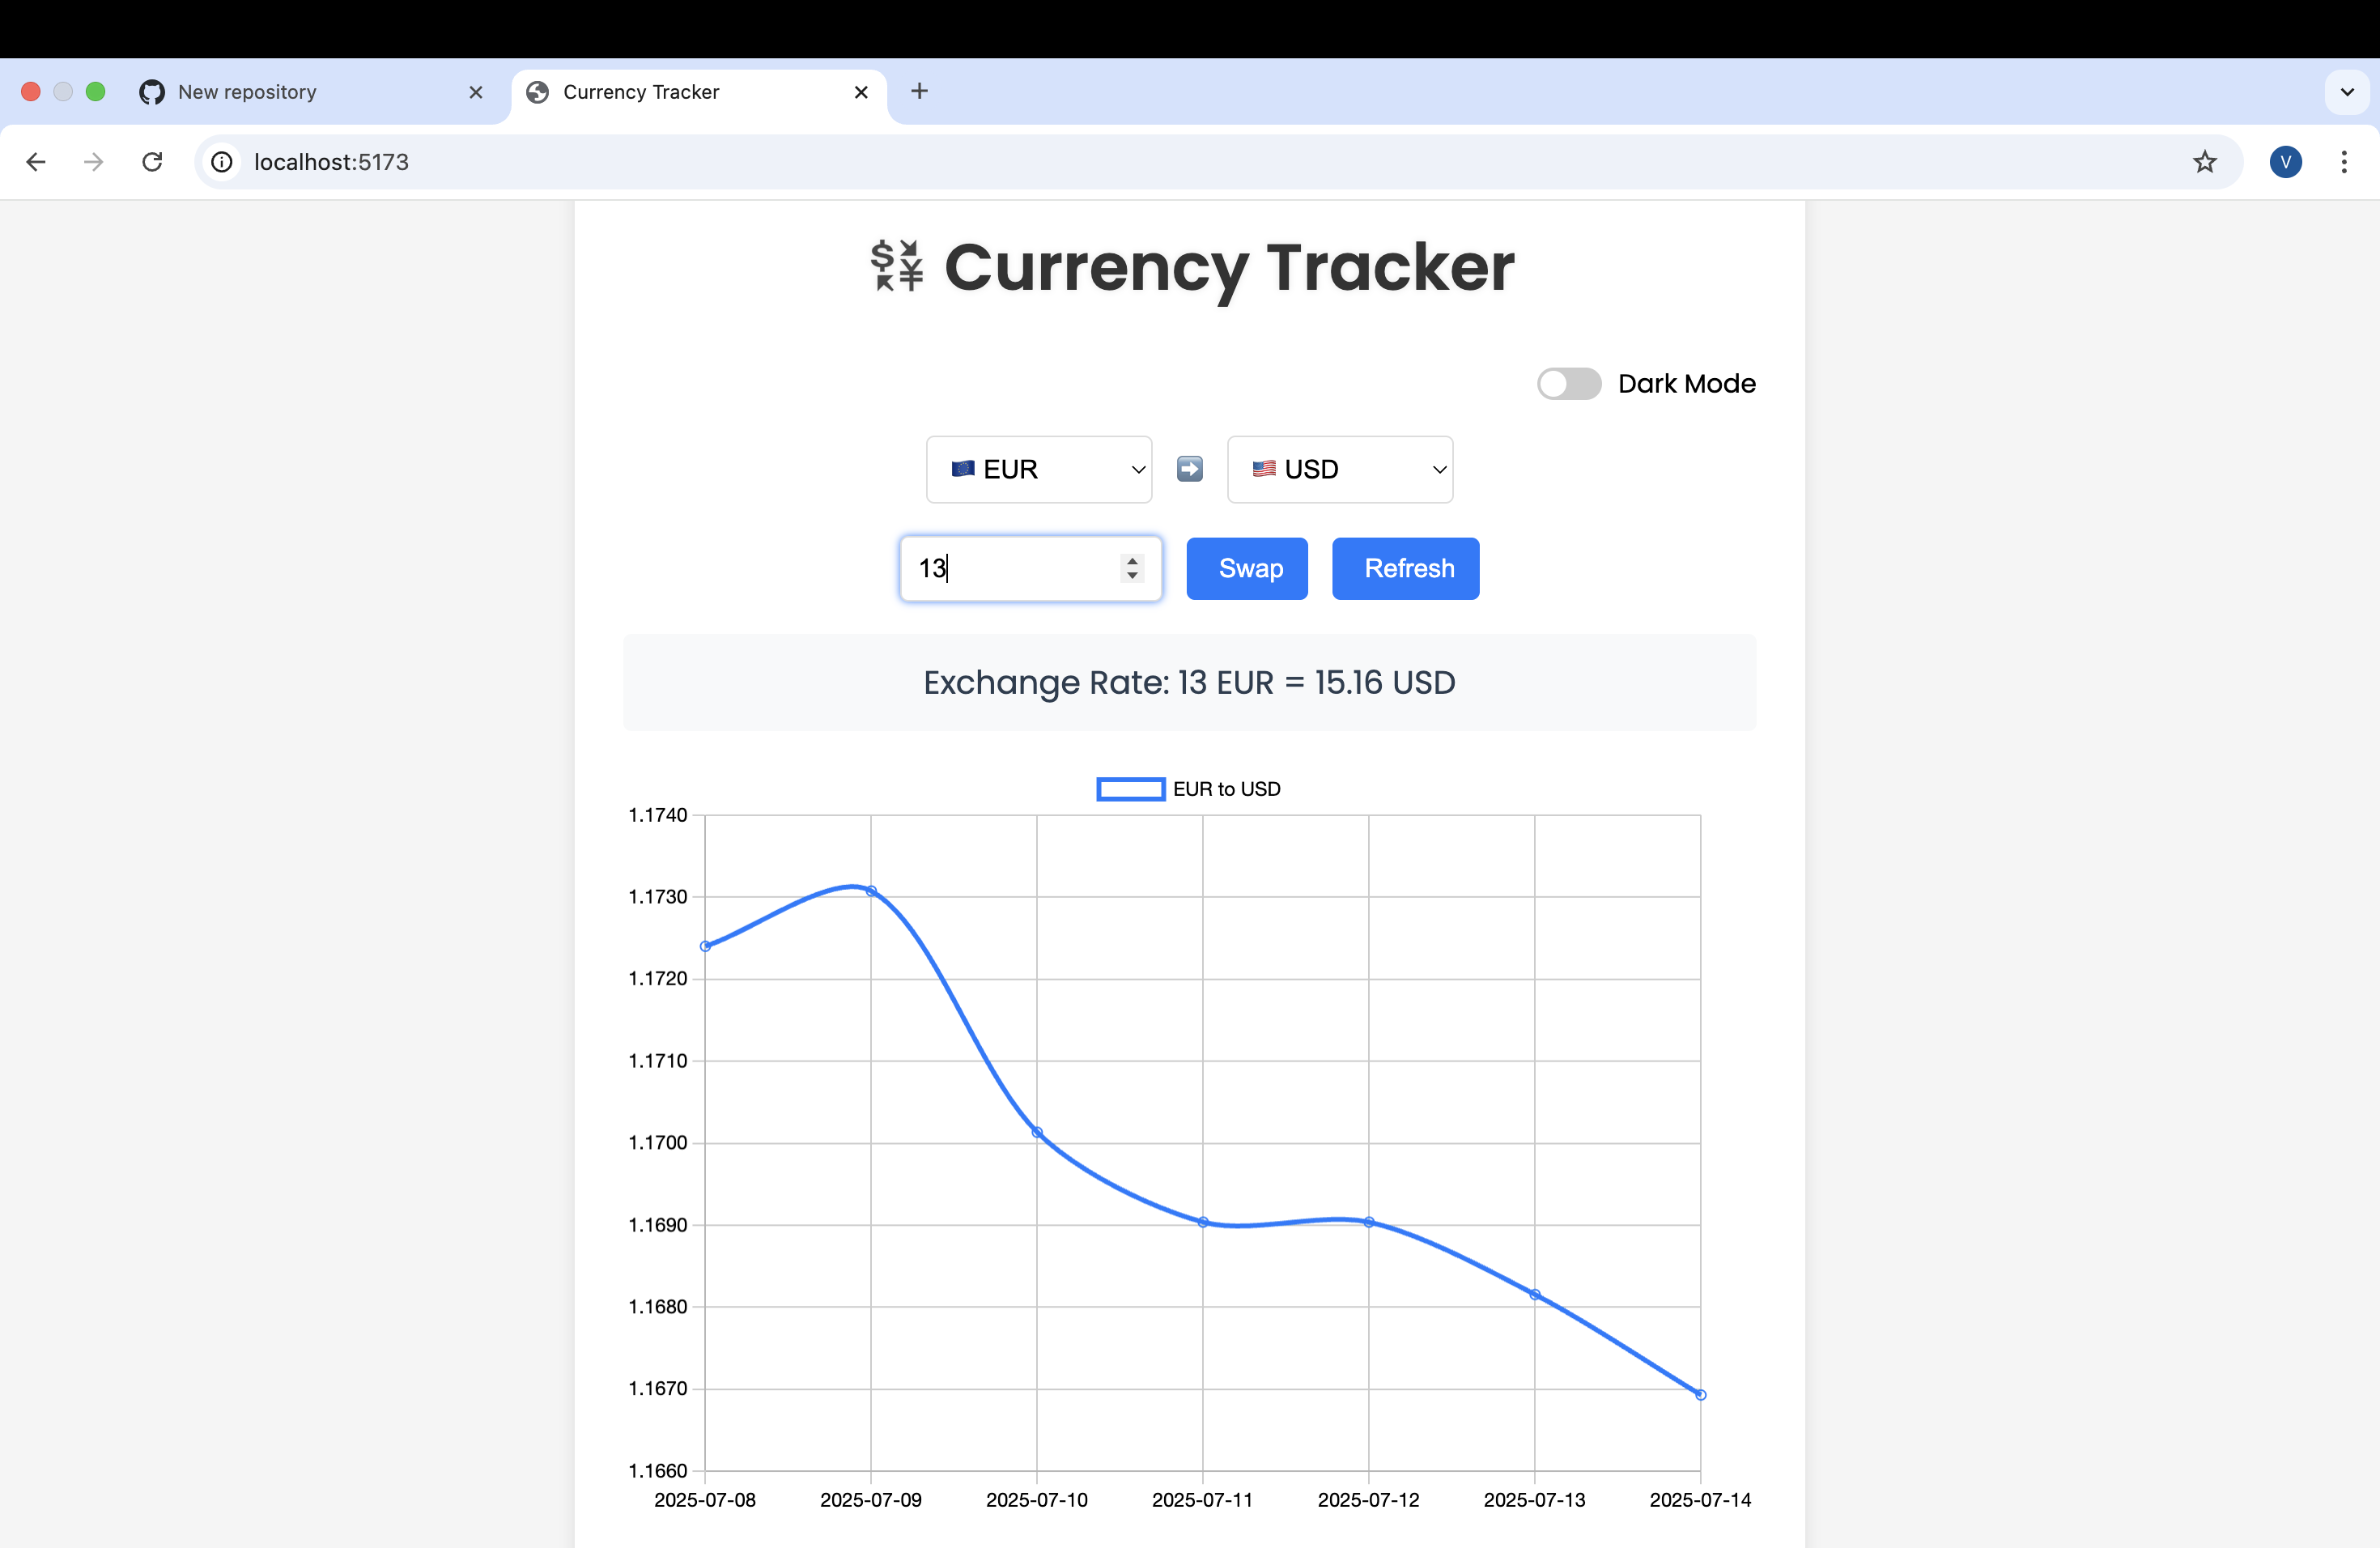 New repository
Currency Tracker
localhost:5173
V
💱 Currency Tracker
Dark Mode
EUR
USD
13
Swap
Refresh
Exchange Rate: 13 EUR = 15.16 USD
EUR to USD
1.1740
1.1730
1.1720
1.1710
1.1700
1.1690
1.1680
1.1670
1.1660
2025-07-08 2025-07-09 2025-07-10 2025-07-11 2025-07-12 2025-07-13 2025-07-14